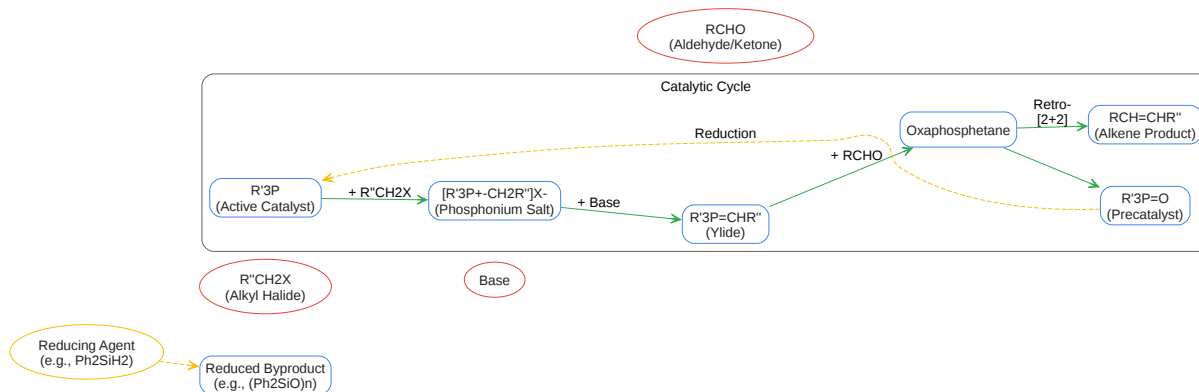 RCHO
(Aldehyde/Ketone)
Catalytic Cycle
Retro-
[2+2]
RCH=CHR"
(Alkene Product)
Oxaphosphetane
Reduction
+ RCHO
R'3P
(Active Catalyst)
+ R"CH2X
[R'3P+-CH2R"]X-
(Phosphonium Salt)
+ Base
R'3P=CHR"
(Ylide)
R'3P=O
(Precatalyst)
R"CH2X
(Alkyl Halide)
Base
Reducing Agent
(e.g., Ph2SiH2)
Reduced Byproduct
(e.g., (Ph2SiO)n)